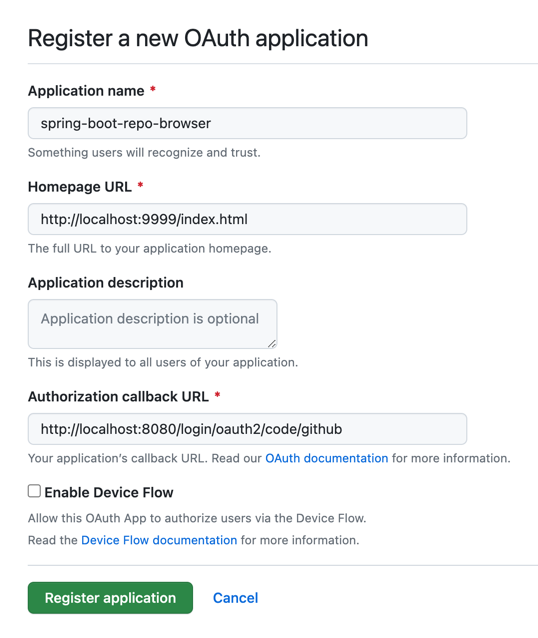 Register a new OAuth application
Application name *
spring-boot-repo-browser
Something users will recognize and trust.
Homepage URL *
http://localhost:9999/index.html
The full URL to your application homepage.
Application description
Application description is optional
This is displayed to all users of your application.
Authorization callback URL *
http://localhost:8080/login/oauth2/code/github
Your application’s callback URL. Read our OAuth documentation for more information.
Enable Device Flow
Allow this OAuth App to authorize users via the Device Flow.
Read the Device Flow documentation for more information.
Register application Cancel